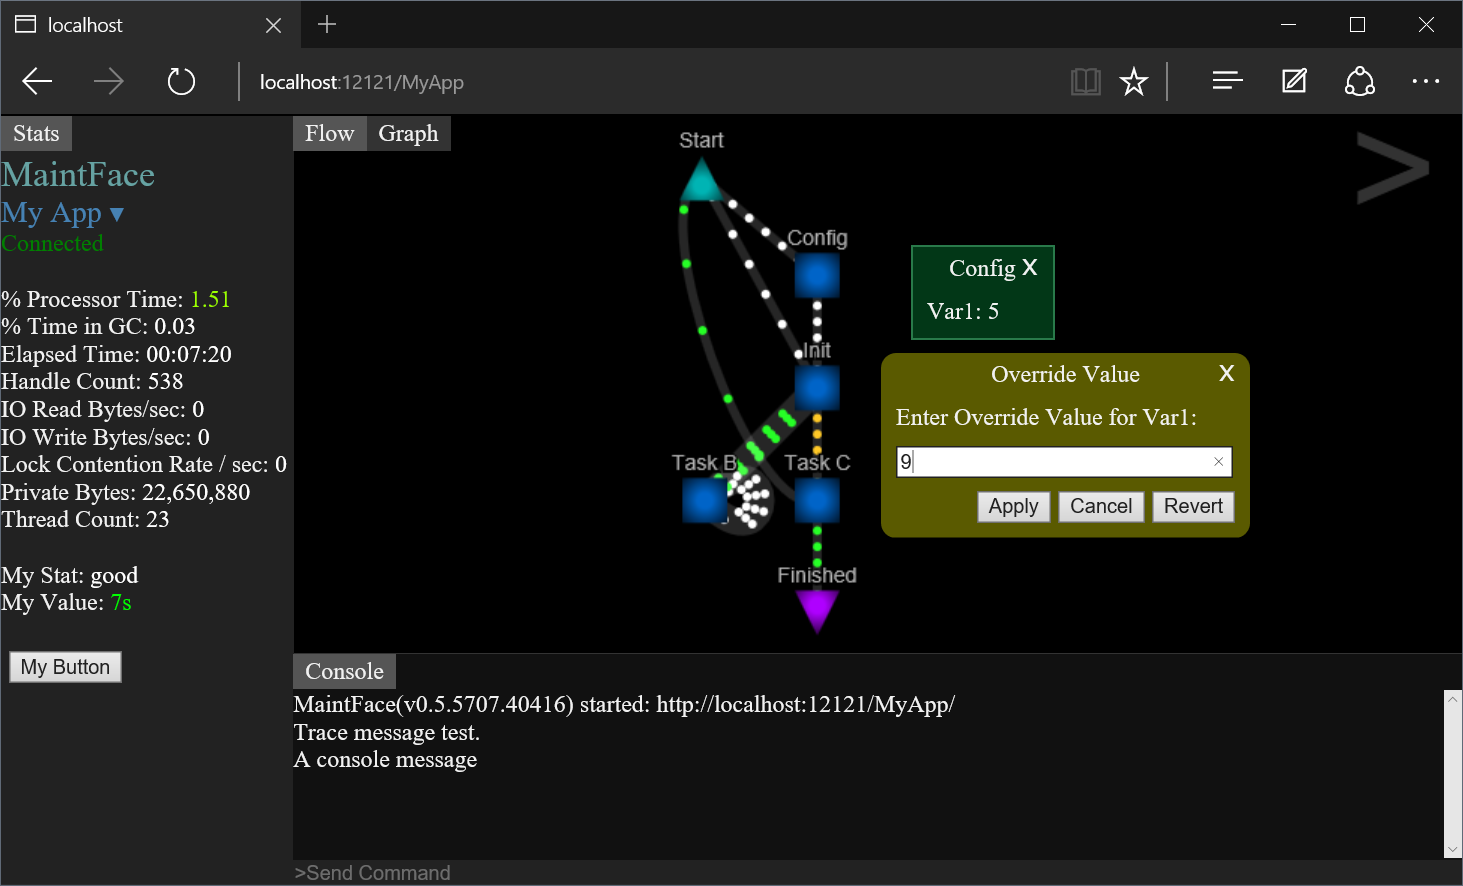 localhost
localhost:12121/MyApp
Stats
MaintFace
My App ▾
Connected
% Processor Time: 1.51
% Time in GC: 0.03
Elapsed Time: 00:07:20
Handle Count: 538
IO Read Bytes/sec: 0
IO Write Bytes/sec: 0
Lock Contention Rate / sec: 0
Private Bytes: 22,650,880
Thread Count: 23
My Stat: good
My Value: 7s
My Button
Flow Graph
>
Start
Config
Init
Task B
Task C
Finished
Config X
Var1: 5
Override Value X
Enter Override Value for Var1:
9
Apply Cancel Revert
Console
MaintFace(v0.5.5707.40416) started: http://localhost:12121/MyApp/
Trace message test.
A console message
>Send Command